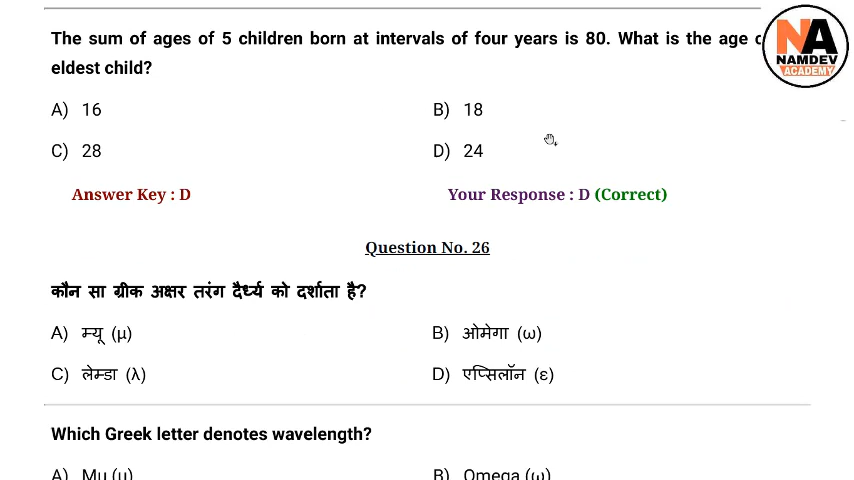 The sum of ages of 5 children born at intervals of four years is 80. What is the age
eldest child?
A) 16
B) 18
C) 28
D) 24
Answer Key : D
Your Response : D (Correct)
Question No. 26
कौन सा ग्रीक अक्षर तरंग दैर्ध्य को दर्शाता है?
A) म्यू (μ)
B) ओमेगा (ω)
C) लेम्डा (λ)
D) एप्सिलॉन (ε)
Which Greek letter denotes wavelength?
A) Mu (μ)
B) Omega (ω)
NA
NAMDEV
ACADEMY